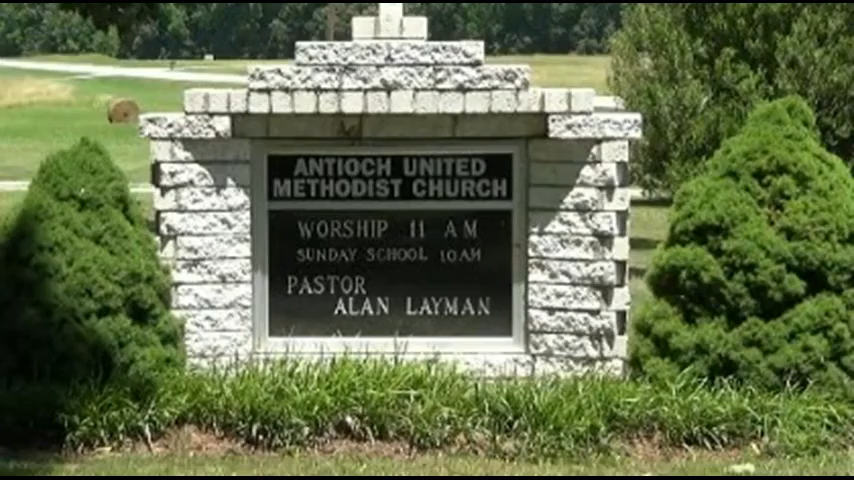 ANTIOCH UNITED
METHODIST CHURCH
WORSHIP 11 AM
SUNDAY SCHOOL 10AM
PASTOR
ALAN LAYMAN